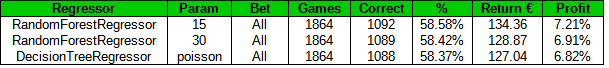 Regressor Param Bet Games Correct % Return € Profit
RandomForestRegressor 15 All 1864 1092 58.58% 134.36 7.21%
RandomForestRegressor 30 All 1864 1089 58.42% 128.87 6.91%
DecisionTreeRegressor poisson All 1864 1088 58.37% 127.04 6.82%